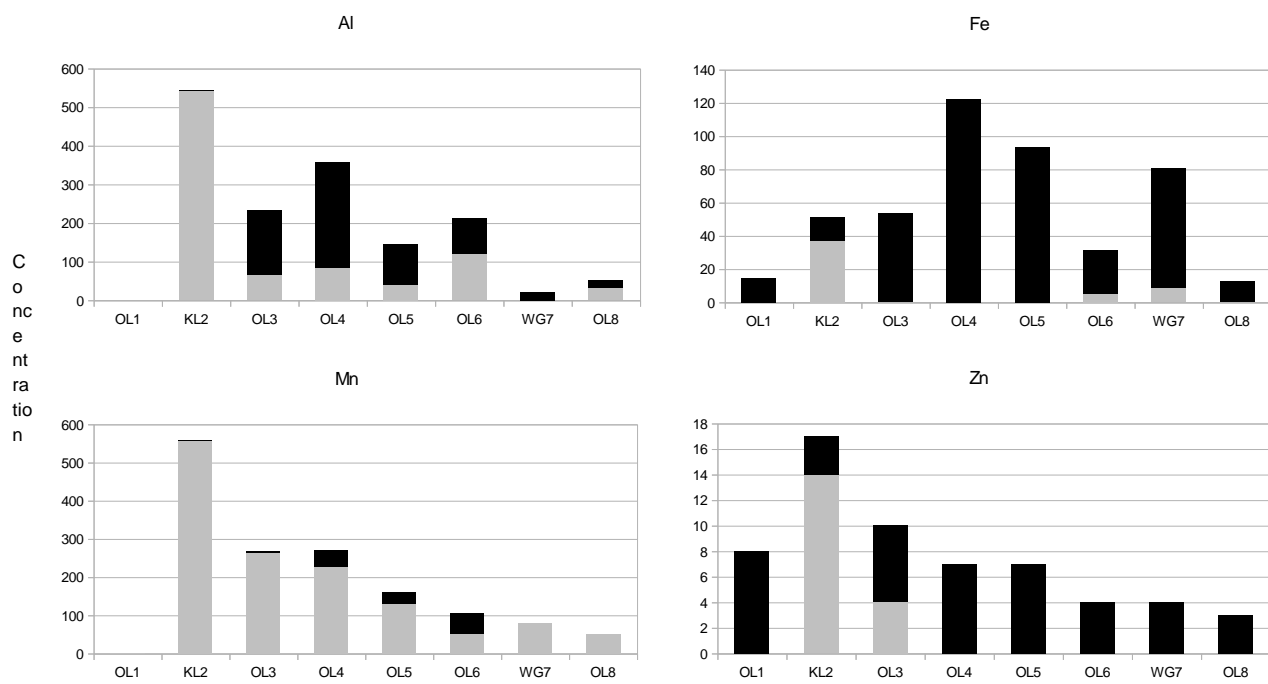 Al
600
500
400
300
200
100
0
OL1 KL2 OL3 OL4 OL5 OL6 WG7 OL8
Fe
140
120
100
80
60
40
20
0
OL1 KL2 OL3 OL4 OL5 OL6 WG7 OL8
C
o
nc
e
nt
ra
tio
n
Mn
600
500
400
300
200
100
0
OL1 KL2 OL3 OL4 OL5 OL6 WG7 OL8
Zn
18
16
14
12
10
8
6
4
2
0
OL1 KL2 OL3 OL4 OL5 OL6 WG7 OL8